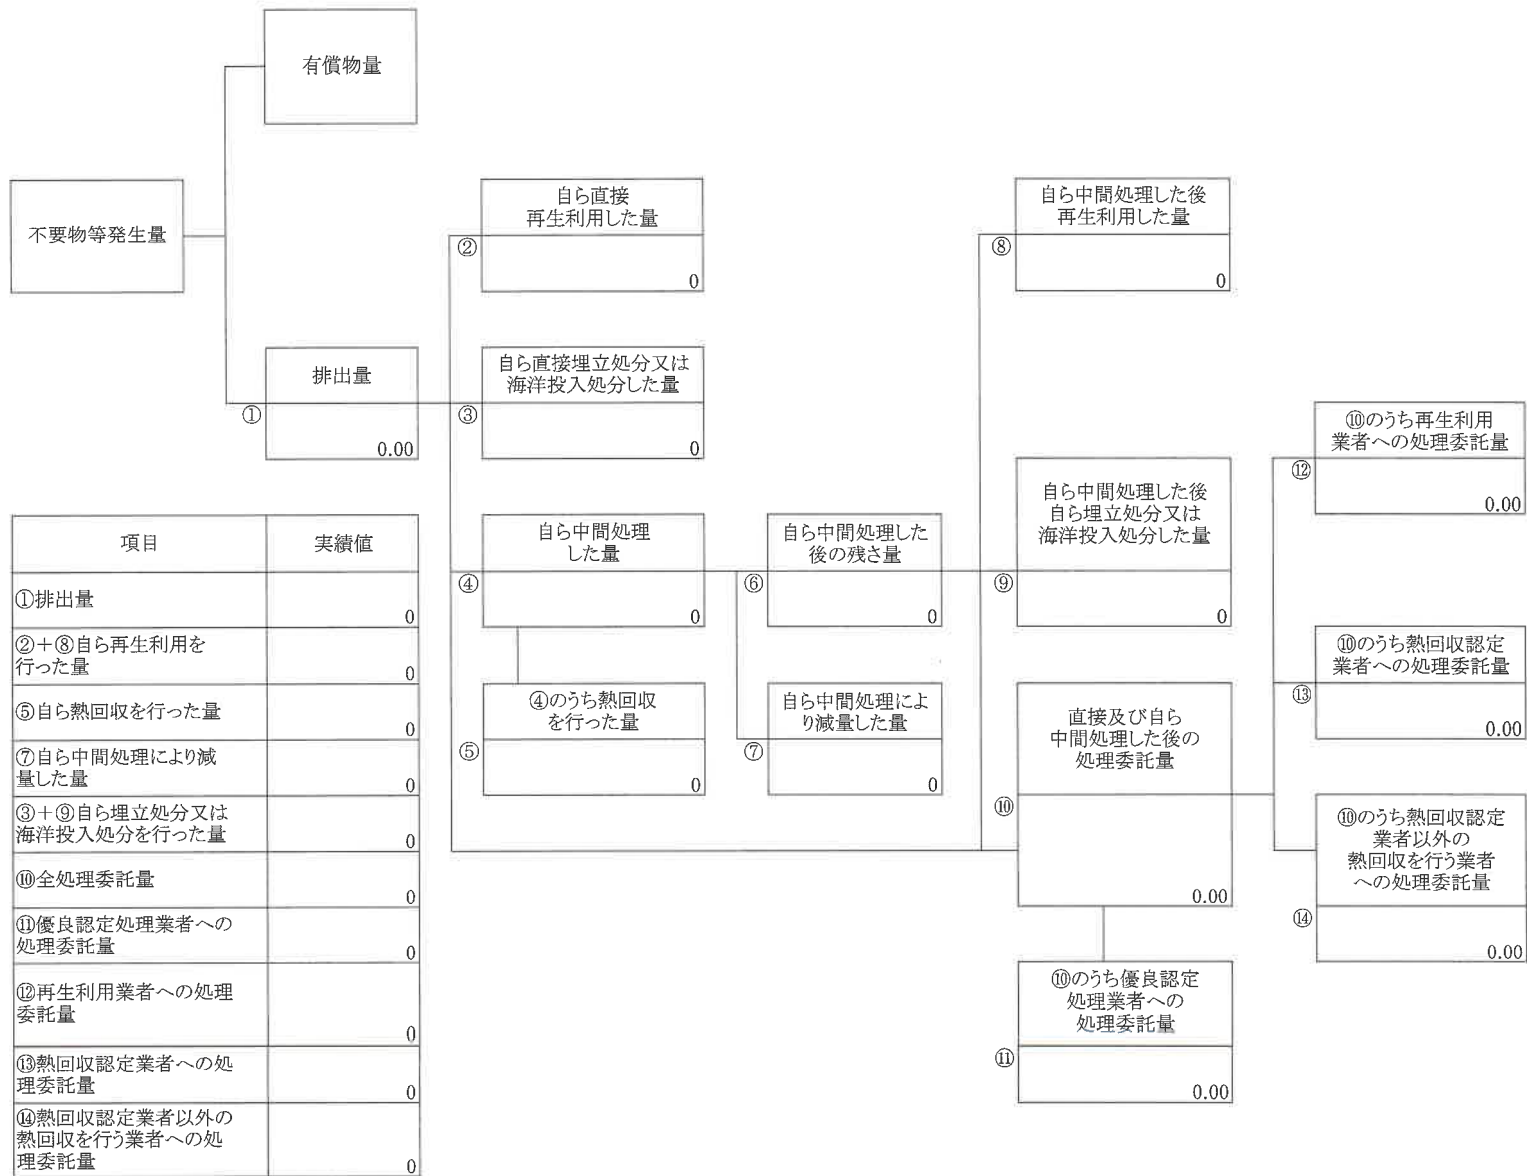 有償物量
不要物等発生量
自ら直接
再生利用した量
②
0
自ら中間処理した後
再生利用した量
⑧
0
排出量
①
0.00
自ら直接埋立処分又は
海洋投入処分した量
③
0
自ら中間処理
した量
④
0
自ら中間処理した
後の残さ量
⑥
0
自ら中間処理した後
自ら埋立処分又は
海洋投入処分した量
⑨
0
⑩のうち再生利用
業者への処理委託量
⑫
0.00
④のうち熱回収
を行った量
⑤
0
自ら中間処理によ
り減量した量
⑦
0
直接及び自ら
中間処理した後の
処理委託量
⑩
0.00
⑩のうち熱回収認定
業者への処理委託量
⑬
0.00
⑩のうち熱回収認定
業者以外の
熱回収を行う業者
への処理委託量
⑭
0.00
⑩のうち優良認定
処理業者への
処理委託量
⑪
0.00
項目 実績値
①排出量
0
②+⑧自ら再生利用を
行った量
0
⑤自ら熱回収を行った量
0
⑦自ら中間処理により減
量した量
0
③+⑨自ら埋立処分又は
海洋投入処分を行った量
0
⑩全処理委託量
0
⑪優良認定処理業者への
処理委託量
0
⑫再生利用業者への処理
委託量
0
⑬熱回収認定業者への処
理委託量
0
⑭熱回収認定業者以外の
熱回収を行う業者への処
理委託量
0